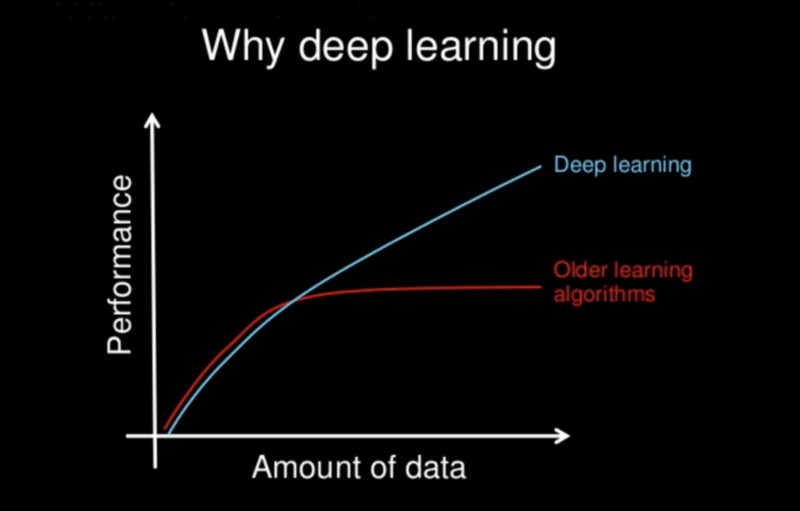 Why deep learning
Performance
Deep learning
Older learning
algorithms
Amount of data